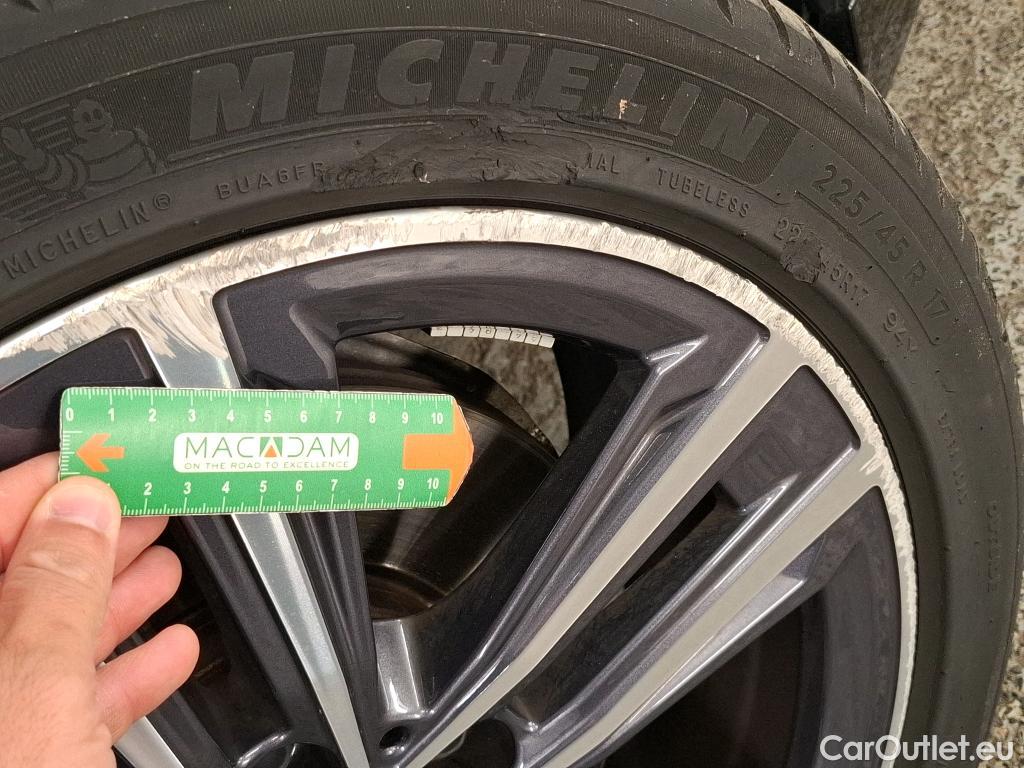 MICHELIN
MICHELIN®
BUA6FR
TUBELESS
225/45 R 17
94Y
0 1 2 3 4 5 6 7 8 9 10
MACADAM
ON THE ROAD TO EXCELLENCE
2 3 4 5 6 7 8 9 10
CarOutlet.eu